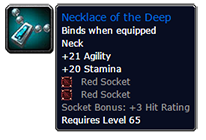 Necklace of the Deep
Binds when equipped
Neck
+21 Agility
+20 Stamina
Red Socket
Red Socket
Socket Bonus: +3 Hit Rating
Requires Level 65